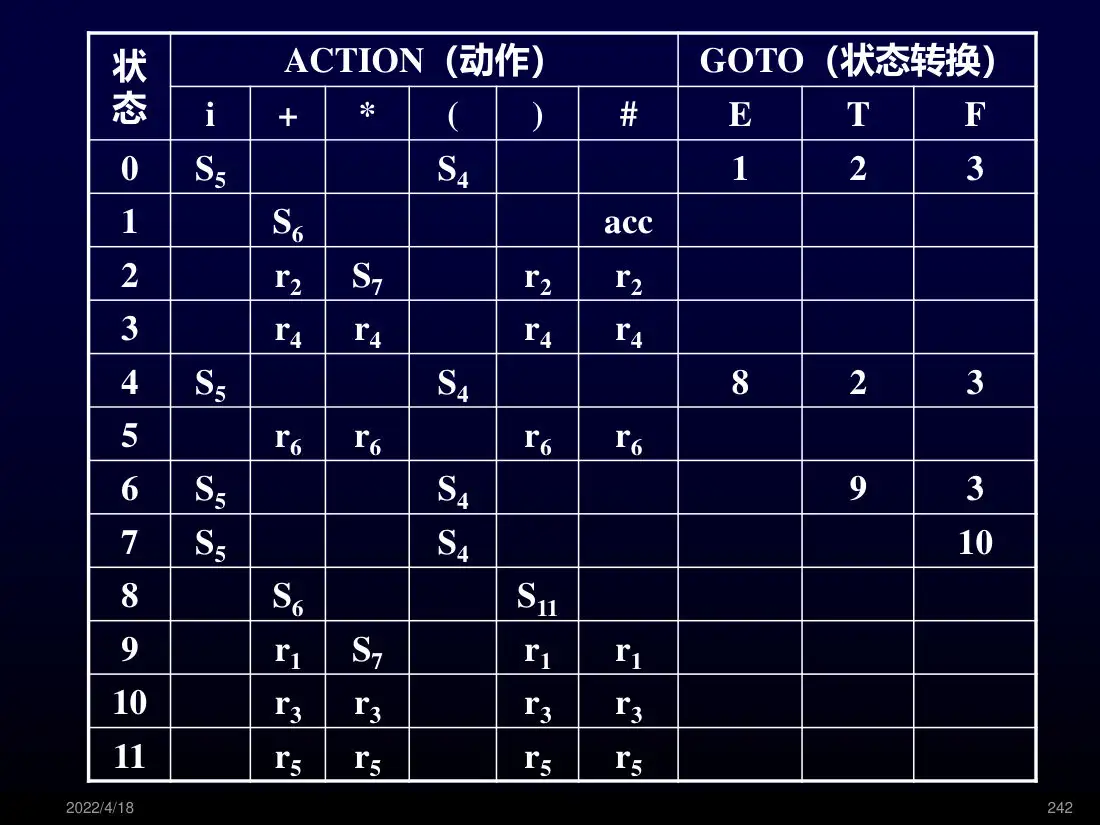 状态 ACTION（动作） GOTO（状态转换）
i + * ( ) # E T F
0 S5 S4 1 2 3
1 S6 acc
2 r2 S7 r2 r2
3 r4 r4 r4 r4
4 S5 S4 8 2 3
5 r6 r6 r6 r6
6 S5 S4 9 3
7 S5 S4 10
8 S6 S11
9 r1 S7 r1 r1
10 r3 r3 r3 r3
11 r5 r5 r5 r5
2022/4/18 242